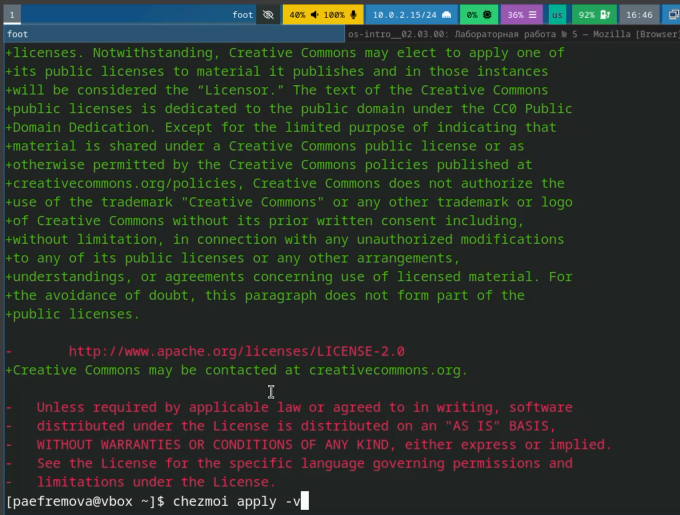 1 foot 40% 100% 10.0.2.15/24 0% 36% us 92% 16:46
foot os-intro__02.03.00: Лабораторная работа № 5 — Mozilla [Browser]
+licenses. Notwithstanding, Creative Commons may elect to apply one of
+its public licenses to material it publishes and in those instances
+will be considered the “Licensor.” The text of the Creative Commons
+public licenses is dedicated to the public domain under the CC0 Public
+Domain Dedication. Except for the limited purpose of indicating that
+material is shared under a Creative Commons public license or as
+otherwise permitted by the Creative Commons policies published at
+creativecommons.org/policies, Creative Commons does not authorize the
+use of the trademark "Creative Commons" or any other trademark or logo
+of Creative Commons without its prior written consent including,
+without limitation, in connection with any unauthorized modifications
+to any of its public licenses or any other arrangements,
+understandings, or agreements concerning use of licensed material. For
+the avoidance of doubt, this paragraph does not form part of the
+public licenses.
-       http://www.apache.org/licenses/LICENSE-2.0
+Creative Commons may be contacted at creativecommons.org.
-   Unless required by applicable law or agreed to in writing, software
-   distributed under the License is distributed on an "AS IS" BASIS,
-   WITHOUT WARRANTIES OR CONDITIONS OF ANY KIND, either express or implied.
-   See the License for the specific language governing permissions and
-   limitations under the License.
[paefremova@vbox ~]$ chezmoi apply -v